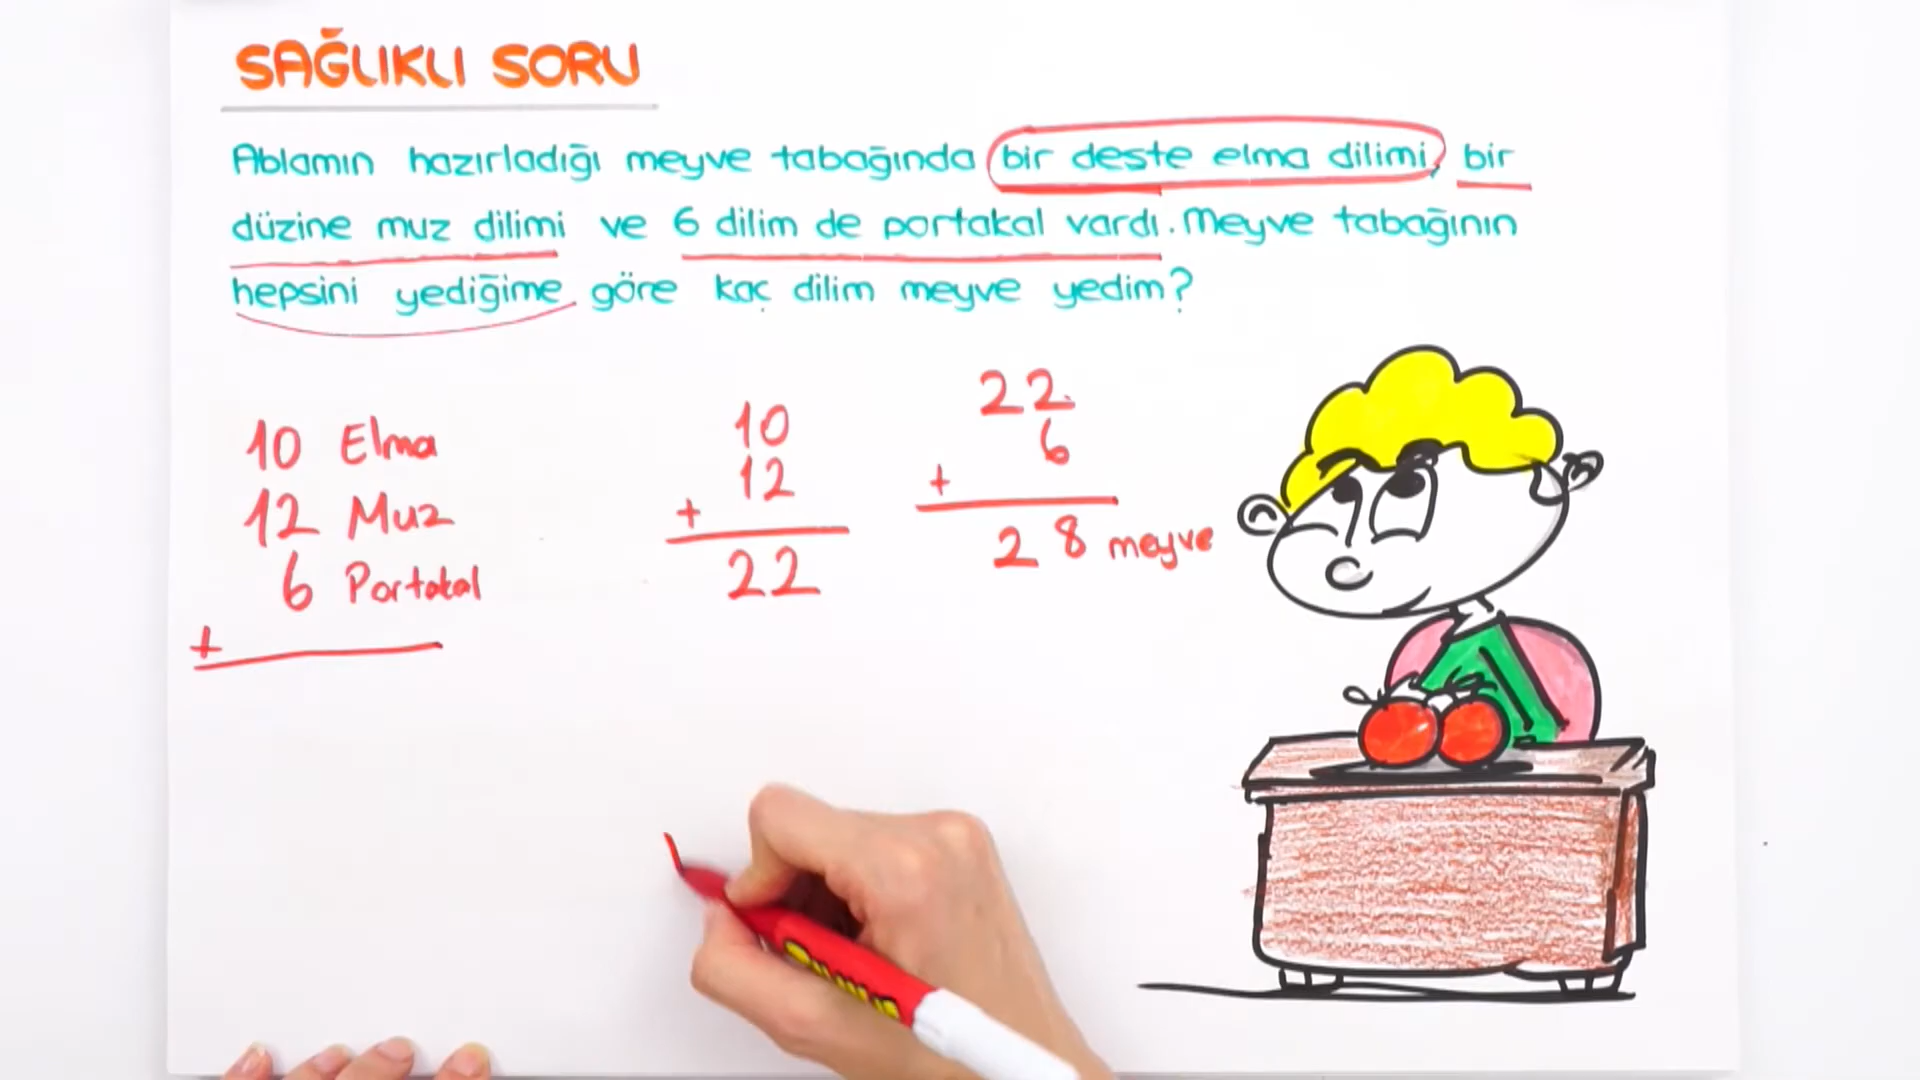 SAĞLIKLI SORU
Ablamın hazırladığı meyve tabağında bir deste elma dilimi, bir
düzine muz dilimi ve 6 dilim de portakal vardı. Meyve tabağının
hepsini yediğime göre kaç dilim meyve yedim?
10 Elma
12 Muz
6 Portakal
+
10
12
+
22
22
6
+
28 meyve